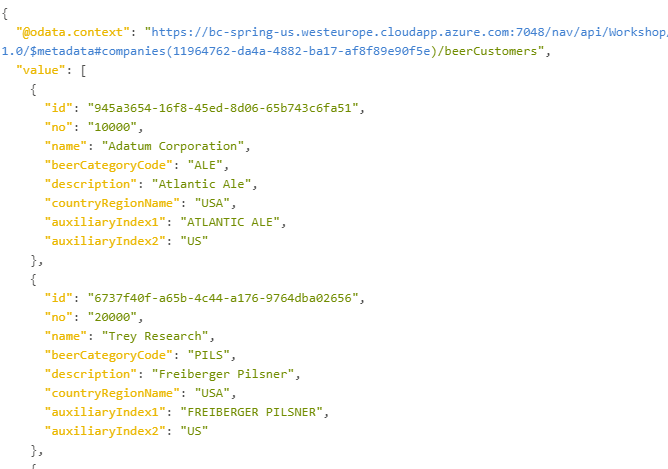 {
"@odata.context": "https://bc-spring-us.westeurope.cloudapp.azure.com:7048/nav/api/Workshop/
1.0/$metadata#companies(11964762-da4a-4882-ba17-af8f89e90f5e)/beerCustomers",
"value": [
{
"id": "945a3654-16f8-45ed-8d06-65b743c6fa51",
"no": "10000",
"name": "Adatum Corporation",
"beerCategoryCode": "ALE",
"description": "Atlantic Ale",
"countryRegionName": "USA",
"auxiliaryIndex1": "ATLANTIC ALE",
"auxiliaryIndex2": "US"
},
{
"id": "6737f40f-a65b-4c44-a176-9764dba02656",
"no": "20000",
"name": "Trey Research",
"beerCategoryCode": "PILS",
"description": "Freiberger Pilsner",
"countryRegionName": "USA",
"auxiliaryIndex1": "FREIBERGER PILSNER",
"auxiliaryIndex2": "US"
},
{